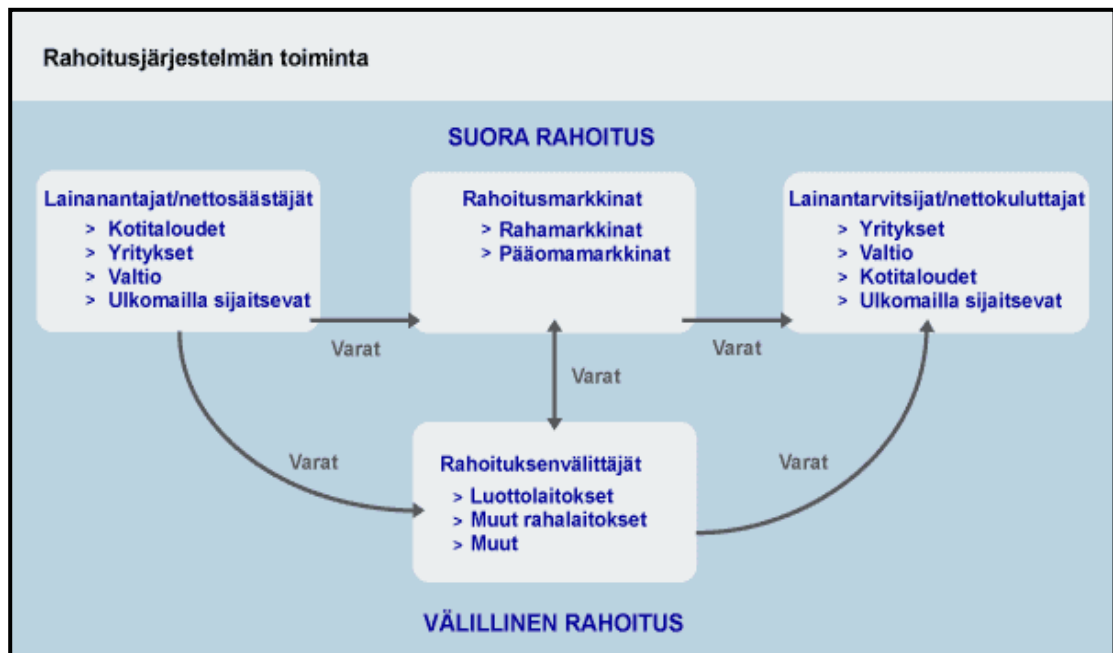 Rahoitusjärjestelmän toiminta
SUORA RAHOITUS
Lainanantajat/nettosäästäjät
> Kotitaloudet
> Yritykset
> Valtio
> Ulkomailla sijaitsevat
Rahoitusmarkkinat
> Rahamarkkinat
> Pääomamarkkinat
Lainantarvitsijat/nettokuluttajat
> Yritykset
> Valtio
> Kotitaloudet
> Ulkomailla sijaitsevat
Varat
Varat
Varat
Varat
Varat
Rahoituksenvälittäjät
> Luottolaitokset
> Muut rahalaitokset
> Muut
VÄLILLINEN RAHOITUS